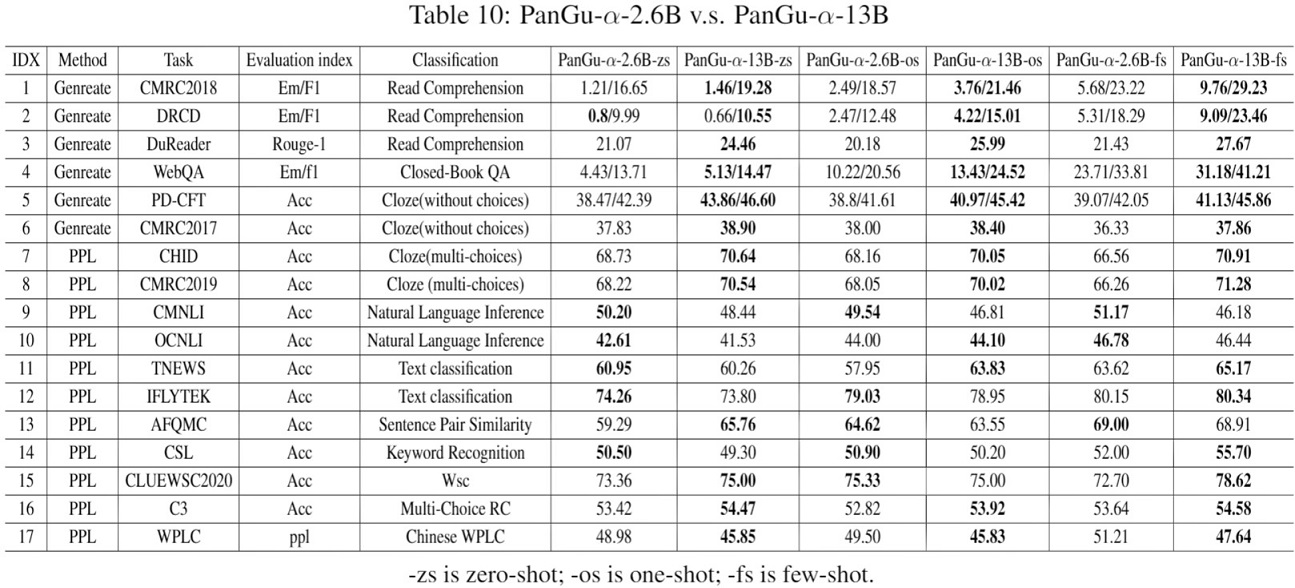 Table 10: PanGu-α-2.6B v.s. PanGu-α-13B
IDX Method Task Evaluation index Classification PanGu-α-2.6B-zs PanGu-α-13B-zs PanGu-α-2.6B-os PanGu-α-13B-os PanGu-α-2.6B-fs PanGu-α-13B-fs
1 Genreate CMRC2018 Em/F1 Read Comprehension 1.21/16.65 1.46/19.28 2.49/18.57 3.76/21.46 5.68/23.22 9.76/29.23
2 Genreate DRCD Em/F1 Read Comprehension 0.8/9.99 0.66/10.55 2.47/12.48 4.22/15.01 5.31/18.29 9.09/23.46
3 Genreate DuReader Rouge-1 Read Comprehension 21.07 24.46 20.18 25.99 21.43 27.67
4 Genreate WebQA Em/f1 Closed-Book QA 4.43/13.71 5.13/14.47 10.22/20.56 13.43/24.52 23.71/33.81 31.18/41.21
5 Genreate PD-CFT Acc Cloze(without choices) 38.47/42.39 43.86/46.60 38.8/41.61 40.97/45.42 39.07/42.05 41.13/45.86
6 Genreate CMRC2017 Acc Cloze(without choices) 37.83 38.90 38.00 38.40 36.33 37.86
7 PPL CHID Acc Cloze(multi-choices) 68.73 70.64 68.16 70.05 66.56 70.91
8 PPL CMRC2019 Acc Cloze (multi-choices) 68.22 70.54 68.05 70.02 66.26 71.28
9 PPL CMNLI Acc Natural Language Inference 50.20 48.44 49.54 46.81 51.17 46.18
10 PPL OCNLI Acc Natural Language Inference 42.61 41.53 44.00 44.10 46.78 46.44
11 PPL TNEWS Acc Text classification 60.95 60.26 57.95 63.83 63.62 65.17
12 PPL IFLYTEK Acc Text classification 74.26 73.80 79.03 78.95 80.15 80.34
13 PPL AFQMC Acc Sentence Pair Similarity 59.29 65.76 64.62 63.55 69.00 68.91
14 PPL CSL Acc Keyword Recognition 50.50 49.30 50.90 50.20 52.00 55.70
15 PPL CLUEWSC2020 Acc Wsc 73.36 75.00 75.33 75.00 72.70 78.62
16 PPL C3 Acc Multi-Choice RC 53.42 54.47 52.82 53.92 53.64 54.58
17 PPL WPLC ppl Chinese WPLC 48.98 45.85 49.50 45.83 51.21 47.64
-zs is zero-shot; -os is one-shot; -fs is few-shot.